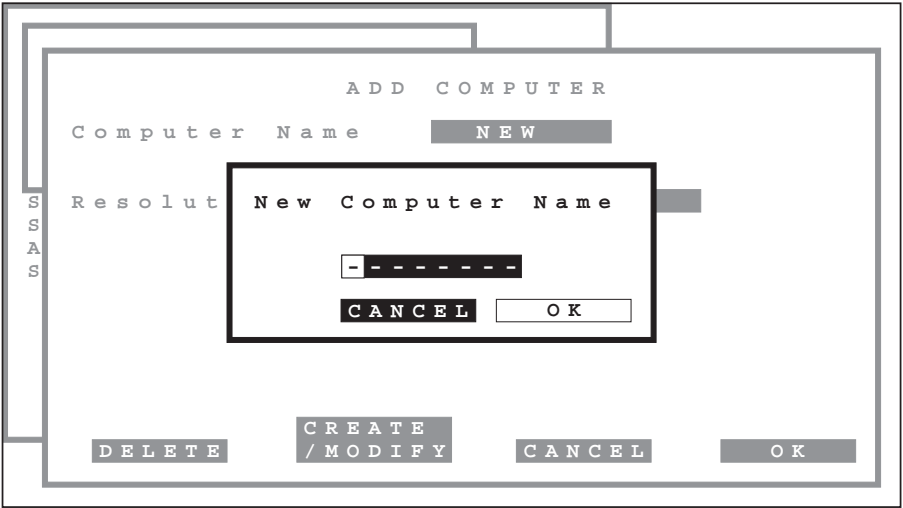 ADD COMPUTER
Computer Name NEW
Resolut
S
S
A
S
New Computer Name
--------
CANCEL OK
DELETE CREATE /MODIFY CANCEL OK